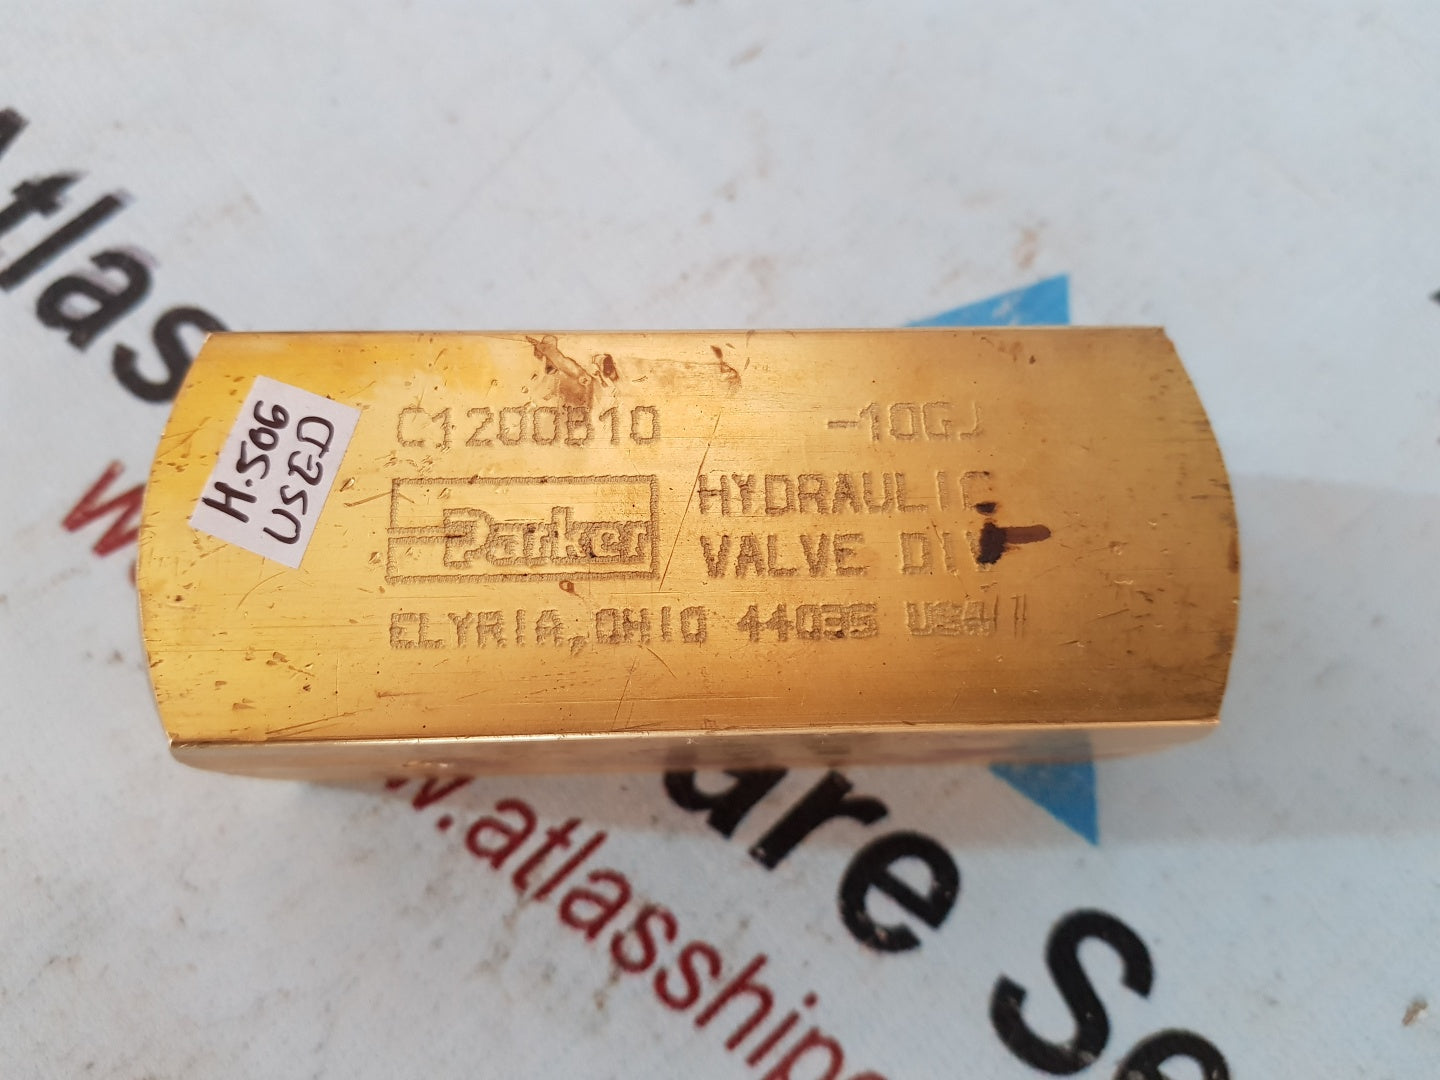 Atlas
H.506
USED
C1200B10 -10GJ
Parker
HYDRAULIC
VALVE DIV
ELYRIA, OHIO 44035 USA
are Se
w.atlasship